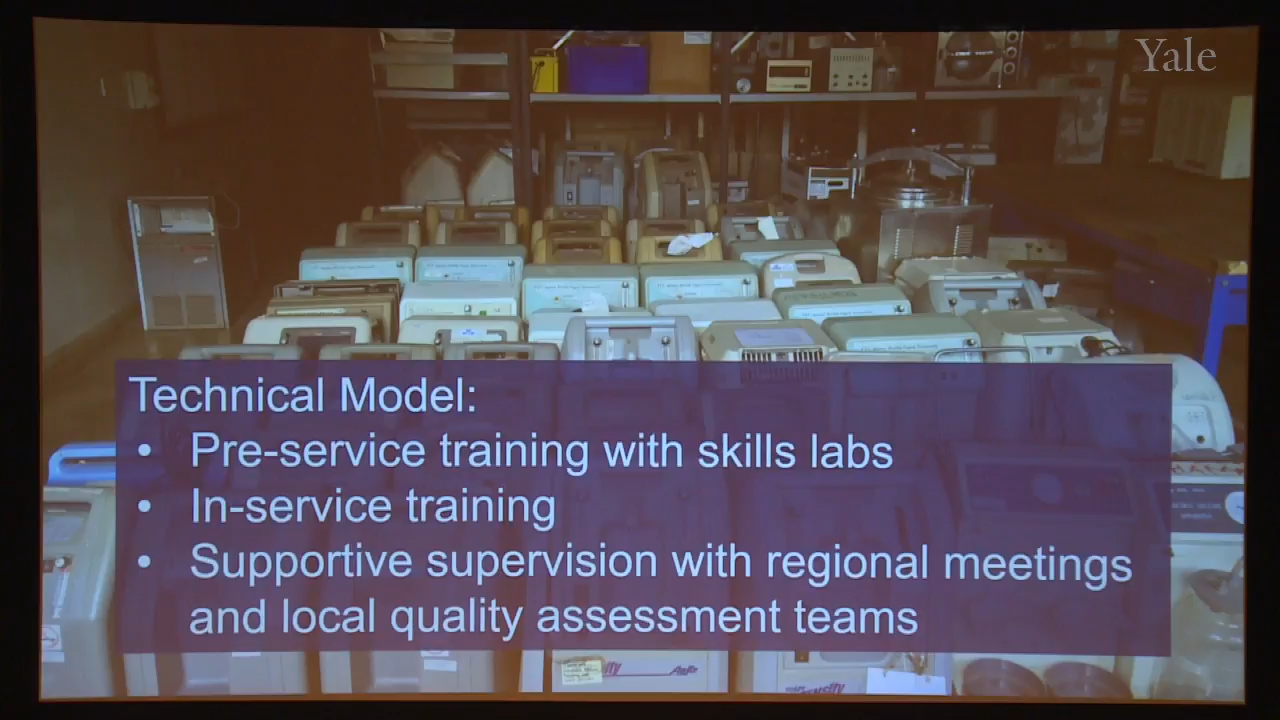 Yale
Technical Model:
• Pre-service training with skills labs
• In-service training
• Supportive supervision with regional meetings
and local quality assessment teams